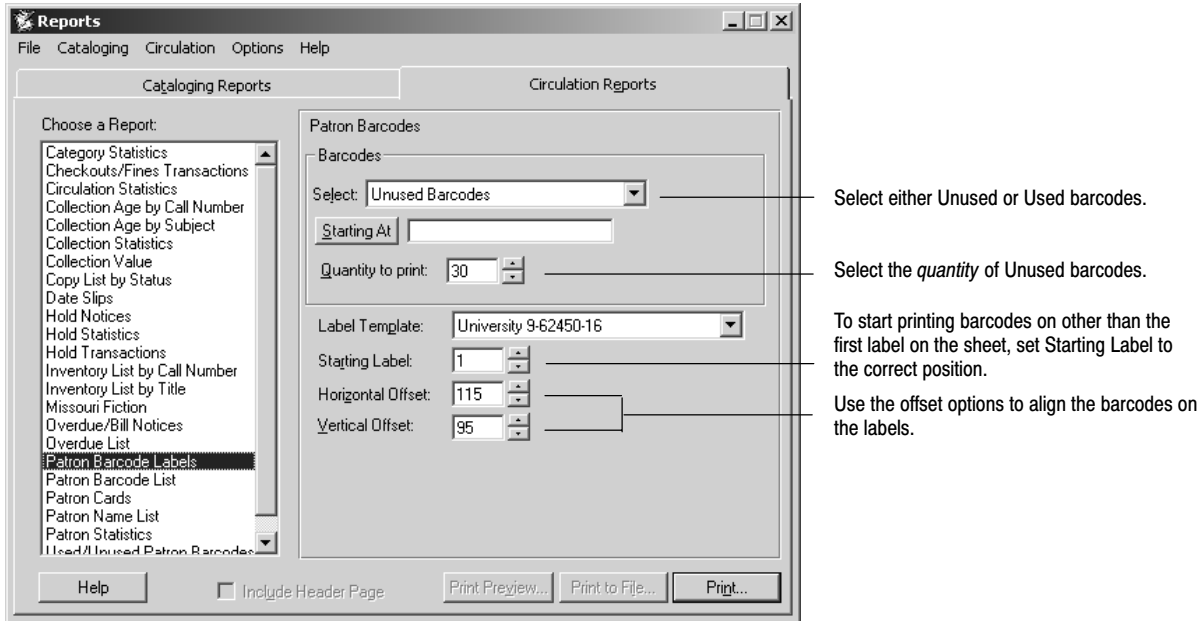 Reports
File Cataloging Circulation Options Help
Cataloging Reports
Circulation Reports
Choose a Report:
Category Statistics
Checkouts/Fines Transactions
Circulation Statistics
Collection Age by Call Number
Collection Age by Subject
Collection Statistics
Collection Value
Copy List by Status
Date Slips
Hold Notices
Hold Statistics
Hold Transactions
Inventory List by Call Number
Inventory List by Title
Missouri Fiction
Overdue/Bill Notices
Overdue List
Patron Barcode Labels
Patron Barcode List
Patron Cards
Patron Name List
Patron Statistics
Used/Unused Patron Barcodes
Patron Barcodes
Barcodes
Select: Unused Barcodes
Starting At
Quantity to print: 30
Label Template: University 9-62450-16
Starting Label: 1
Horizontal Offset: 115
Vertical Offset: 95
Help
Include Header Page
Print Preview...
Print to File...
Print...
Select either Unused or Used barcodes.
Select the quantity of Unused barcodes.
To start printing barcodes on other than the
first label on the sheet, set Starting Label to
the correct position.
Use the offset options to align the barcodes on
the labels.